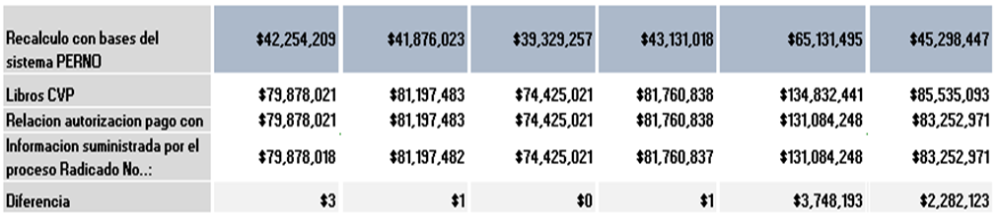 Recalculo con bases del sistema PERNO $42,254,209 $41,876,023 $39,329,257 $43,131,018 $65,131,495 $45,298,447
Libros CVP $79,878,021 $81,197,483 $74,425,021 $81,760,838 $134,832,441 $85,535,093
Relacion autorizacion pago con $79,878,021 $81,197,483 $74,425,021 $81,760,838 $131,084,248 $83,252,971
Informacion suministrada por el proceso Radicado No..: $79,878,018 $81,197,482 $74,425,021 $81,760,837 $131,084,248 $83,252,971
Diferencia $3 $1 $0 $1 $3,748,193 $2,282,123